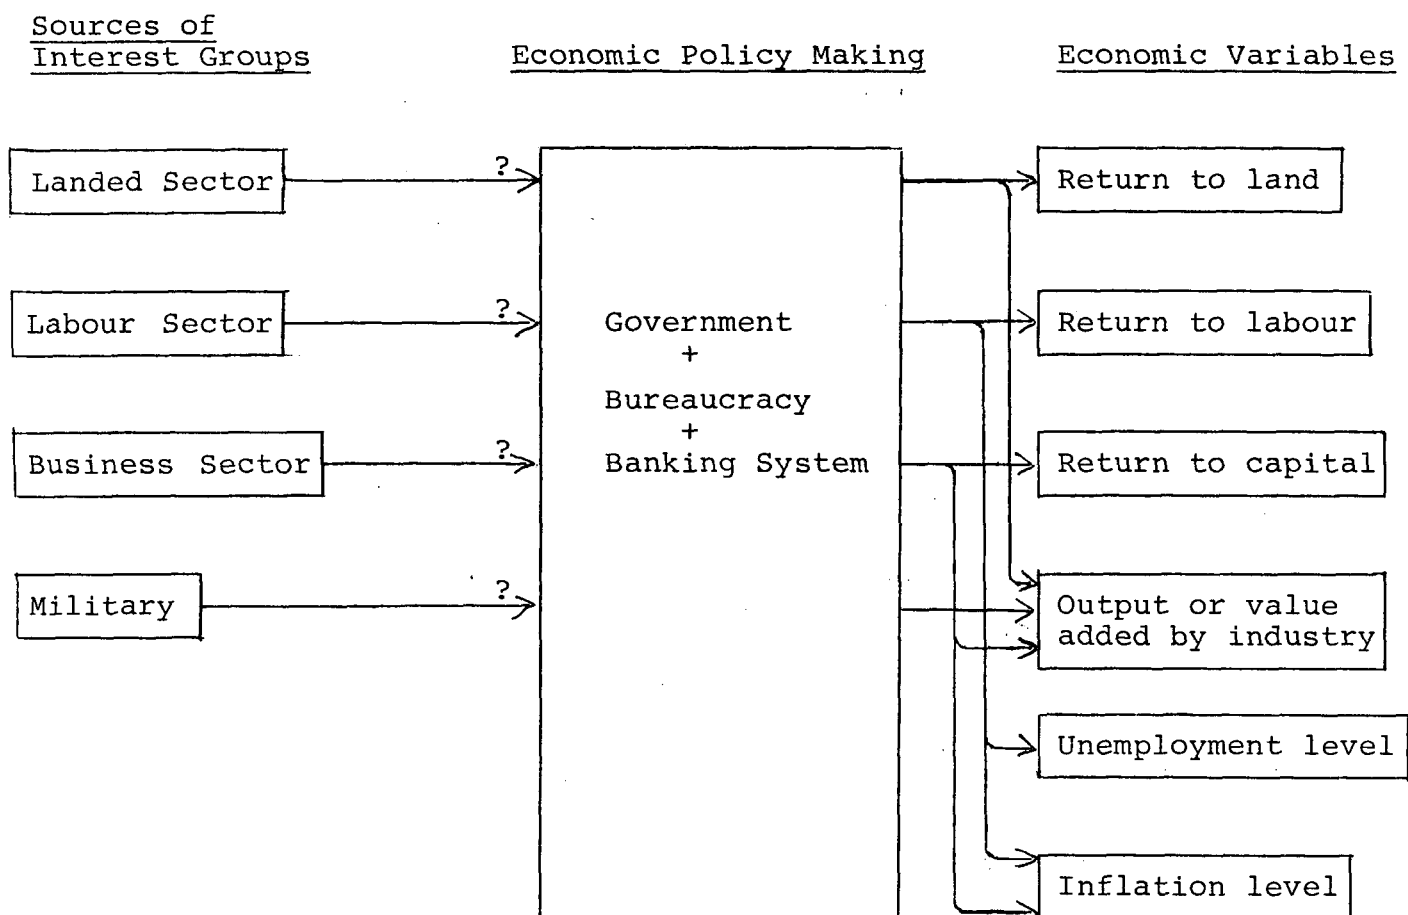 Sources of
Interest Groups
Economic Policy Making
Economic Variables
Landed Sector
?
Return to land
Labour Sector
?
Government
+
Bureaucracy
+
Banking System
Return to labour
Business Sector
?
Return to capital
Military
?
Output or value
added by industry
Unemployment level
Inflation level